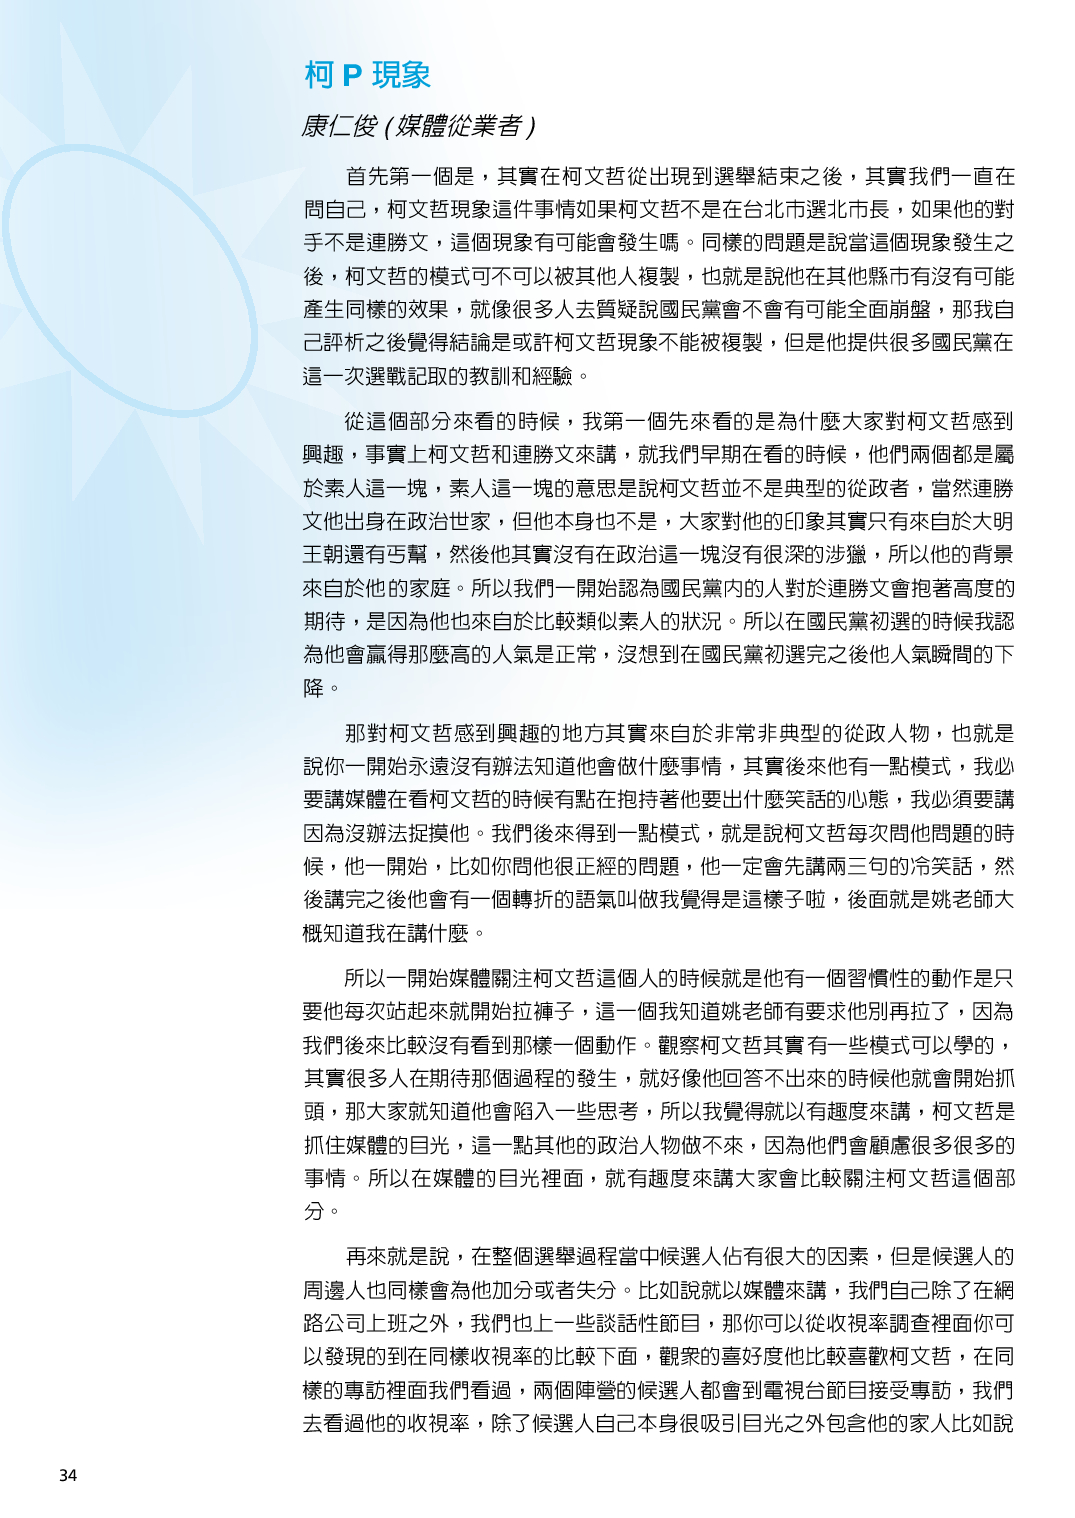 柯 P 現象
康仁俊 ( 媒體從業者 )
首先第一個是，其實在柯文哲從出現到選舉結束之後，其實我們一直在
問自己，柯文哲現象這件事情如果柯文哲不是在台北市選北市長，如果他的對
手不是連勝文，這個現象有可能會發生嗎。同樣的問題是說當這個現象發生之
後，柯文哲的模式可不可以被其他人複製，也就是說他在其他縣市有沒有可能
產生同樣的效果，就像很多人去質疑說國民黨會不會有可能全面崩盤，那我自
己評析之後覺得結論是或許柯文哲現象不能被複製，但是他提供很多國民黨在
這一次選戰記取的教訓和經驗。
從這個部分來看的時候，我第一個先來看的是為什麼大家對柯文哲感到
興趣，事實上柯文哲和連勝文來講，就我們早期在看的時候，他們兩個都是屬
於素人這一塊，素人這一塊的意思是說柯文哲並不是典型的從政者，當然連勝
文他出身在政治世家，但他本身也不是，大家對他的印象其實只有來自於大明
王朝還有丐幫，然後他其實沒有在政治這一塊沒有很深的涉獵，所以他的背景
來自於他的家庭。所以我們一開始認為國民黨內的人對於連勝文會抱著高度的
期待，是因為他也來自於比較類似素人的狀況。所以在國民黨初選的時候我認
為他會贏得那麼高的人氣是正常，沒想到在國民黨初選完之後他人氣瞬間的下
降。
那對柯文哲感到興趣的地方其實來自於非常非典型的從政人物，也就是
說你一開始永遠沒有辦法知道他會做什麼事情，其實後來他有一點模式，我必
要講媒體在看柯文哲的時候有點在抱持著他要出什麼笑話的心態，我必須要講
因為沒辦法捉摸他。我們後來得到一點模式，就是說柯文哲每次問他問題的時
候，他一開始，比如你問他很正經的問題，他一定會先講兩三句的冷笑話，然
後講完之後他會有一個轉折的語氣叫做我覺得是這樣子啦，後面就是姚老師大
概知道我在講什麼。
所以一開始媒體關注柯文哲這個人的時候就是他有一個習慣性的動作是只
要他每次站起來就開始拉褲子，這一個我知道姚老師有要求他別再拉了，因為
我們後來比較沒有看到那樣一個動作。觀察柯文哲其實有一些模式可以學的，
其實很多人在期待那個過程的發生，就好像他回答不出來的時候他就會開始抓
頭，那大家就知道他會陷入一些思考，所以我覺得就以有趣度來講，柯文哲是
抓住媒體的目光，這一點其他的政治人物做不來，因為他們會顧慮很多很多的
事情。所以在媒體的目光裡面，就有趣度來講大家會比較關注柯文哲這個部
分。
再來就是說，在整個選舉過程當中候選人佔有很大的因素，但是候選人的
周邊人也同樣會為他加分或者失分。比如說就以媒體來講，我們自己除了在網
路公司上班之外，我們也上一些談話性節目，那你可以從收視率調查裡面你可
以發現的到在同樣收視率的比較下面，觀眾的喜好度他比較喜歡柯文哲，在同
樣的專訪裡面我們看過，兩個陣營的候選人都會到電視台節目接受專訪，我們
去看過他的收視率，除了候選人自己本身很吸引目光之外包含他的家人比如說
34